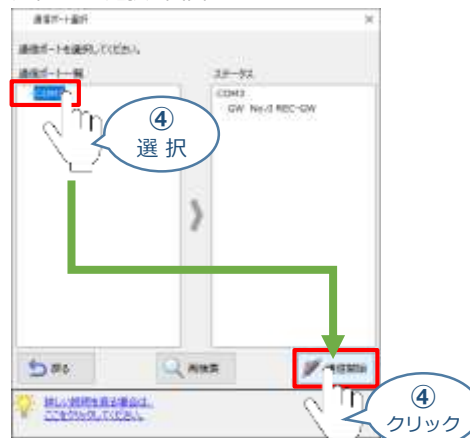 通信ポート選択
通信ポートを選択してください。
通信ポート一覧
ステータス
COM3
GW No.0 REC-GW
④
選 択
戻る
再検索
詳しい説明を見る場合は、
ここをクリックしてください。
④
クリック